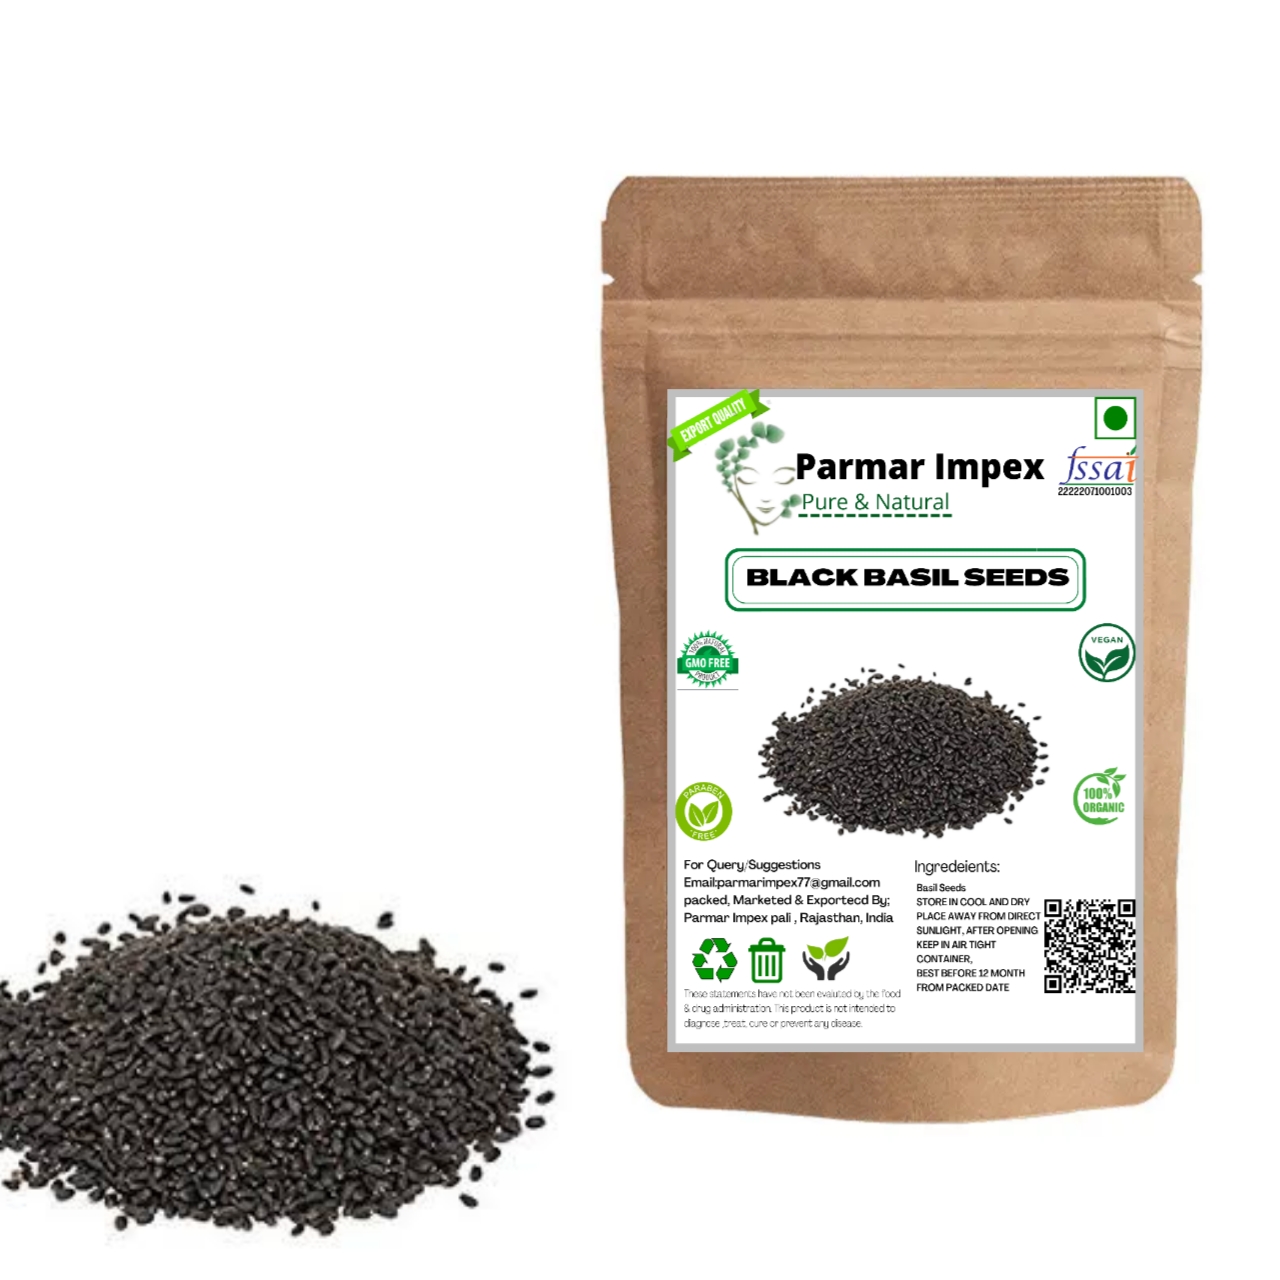 EXPORT QUALITY
Parmar Impex
Pure & Natural
fssai
22222071001003
BLACK BASIL SEEDS
100% NATURAL
GMO FREE
PRODUCT
VEGAN
PARABEN
FREE
100%
ORGANIC
For Query/Suggestions
Email:parmarimpex77@gmail.com
packed, Marketed & Exportecd By;
Parmar Impex pali , Rajasthan, India
These statements have not been evaluted by the food
& drug administration. This product is not intended to
diagnose ,treat, cure or prevent any disease.
Ingredeients:
Basil Seeds
STORE IN COOL AND DRY
PLACE AWAY FROM DIRECT
SUNLIGHT, AFTER OPENING
KEEP IN AIR TIGHT
CONTAINER,
BEST BEFORE 12 MONTH
FROM PACKED DATE